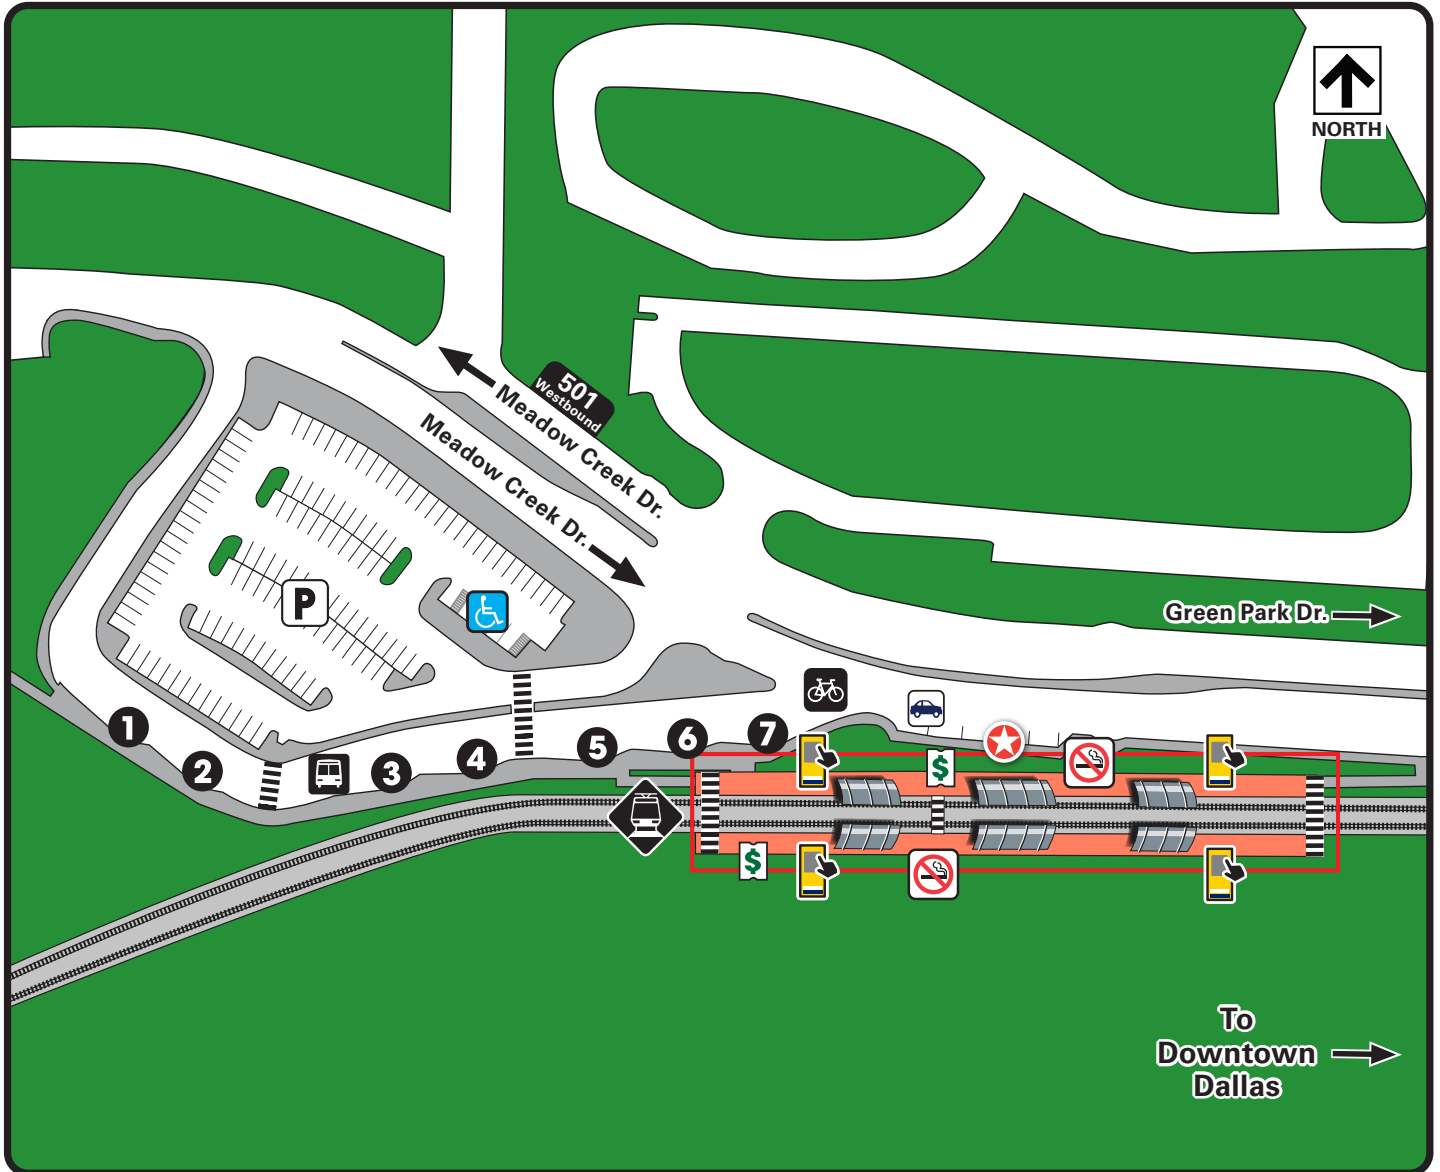 NORTH
501
Westbound
Meadow Creek Dr.
Meadow Creek Dr.
P
Green Park Dr.
1
2
3
4
5
6
7
$
$
To
Downtown
Dallas